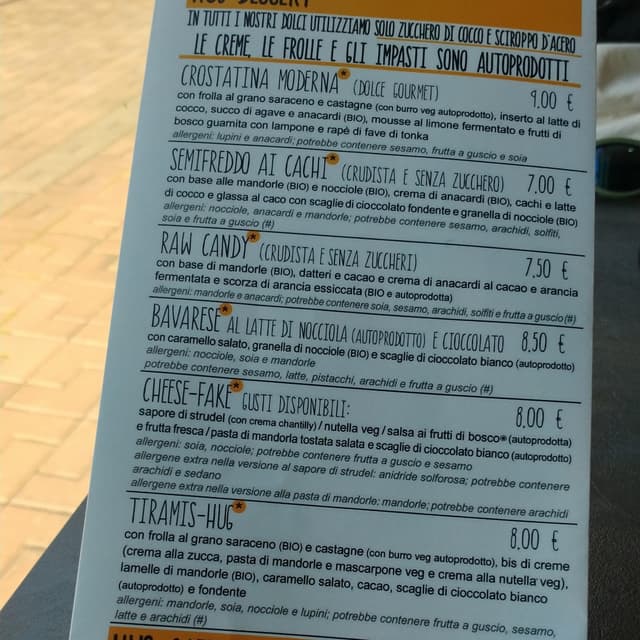 IN TUTTI I NOSTRI DOLCI UTILIZZIAMO SOLO ZUCCHERO DI COCCO E SCIROPPO D'ACERO
LE CREME, LE FROLLE E GLI IMPASTI SONO AUTOPRODOTTI
CROSTATINA MODERNA* (DOLCE GOURMET) 9,00 €
con frolla al grano saraceno e castagne (con burro veg autoprodotto), inserto al latte di
cocco, succo di agave e anacardi (BIO), mousse al limone fermentato e frutti di
bosco guarnita con lampone e rapè di fave di tonka
allergeni: lupini e anacardi; potrebbe contenere sesamo, frutta a guscio e soia
SEMIFREDDO AI CACHI* (CRUDISTA E SENZA ZUCCHERO) 7,00 €
con base alle mandorle (BIO) e nocciole (BIO), crema di anacardi (BIO), cachi e latte
di cocco e glassa al caco con scaglie di cioccolato fondente e granella di nocciole (BIO)
allergeni: nocciole, anacardi e mandorle; potrebbe contenere sesamo, arachidi, solfiti,
soia e frutta a guscio (#)
RAW CANDY* (CRUDISTA E SENZA ZUCCHERI) 7,50 €
con base di mandorle (BIO), datteri e cacao e crema di anacardi al cacao e arancia
fermentata e scorza di arancia essiccata (BIO e autoprodotta)
allergeni: mandorle e anacardi; potrebbe contenere soia, sesamo, arachidi, solfiti e frutta a guscio (#)
BAVARESE* AL LATTE DI NOCCIOLA (AUTOPRODOTTO) E CIOCCOLATO 8,50 €
con caramello salato, granella di nocciole (BIO) e scaglie di cioccolato bianco (autoprodotto)
allergeni: nocciole, soia e mandorle
potrebbe contenere sesamo, latte, pistacchi, arachidi e frutta a guscio (#)
CHEESE-FAKE* GUSTI DISPONIBILI: 8,00 €
sapore di strudel (con crema chantilly) / nutella veg / salsa ai frutti di bosco* (autoprodotta)
e frutta fresca / pasta di mandorla tostata salata e scaglie di cioccolato bianco (autoprodotto)
allergeni: soia, nocciole; potrebbe contenere frutta a guscio e sesamo
allergene extra nella versione al sapore di strudel: anidride solforosa; potrebbe contenere
arachidi e sedano
allergene extra nella versione alla pasta di mandorle: mandorle; potrebbe contenere arachidi
TIRAMIS-HUG* 8,00 €
con frolla al grano saraceno (BIO) e castagne (con burro veg autoprodotto), bis di creme
(crema alla zucca, pasta di mandorle e mascarpone veg e crema alla nutella veg),
lamelle di mandorle (BIO), caramello salato, cacao, scaglie di cioccolato bianco
(autoprodotto) e fondente
allergeni: mandorle, soia, nocciole e lupini; potrebbe contenere frutta a guscio, sesamo,
latte e arachidi (#)